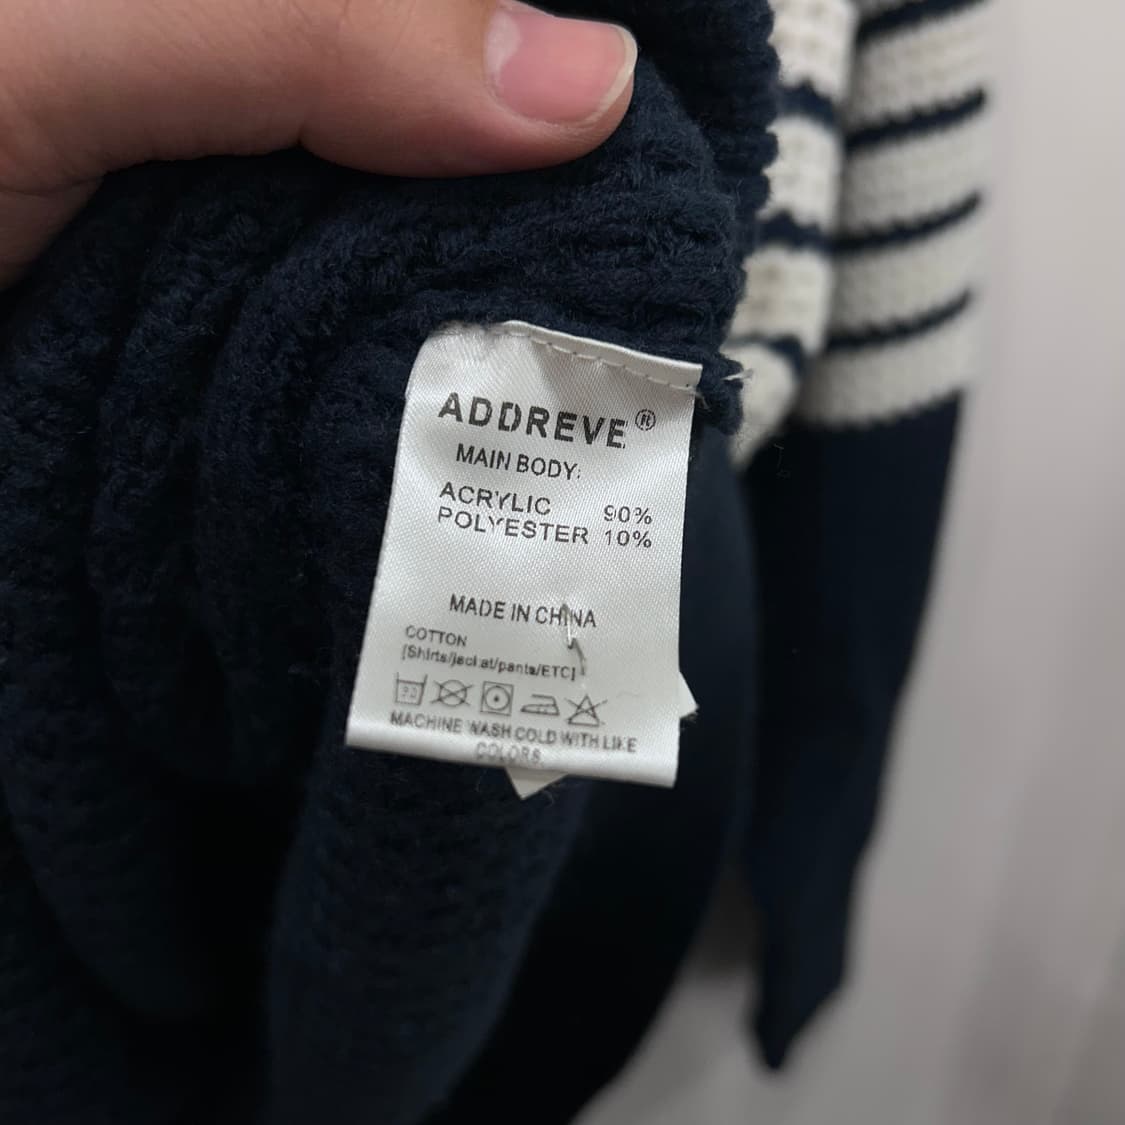 ADDREVE®
MAIN BODY:
ACRYLIC 90%
POLYESTER 10%
MADE IN CHINA
COTTON
[Shirts/jacket/pants/ETC]
MACHINE WASH COLD WITH LIKE
COLORS.